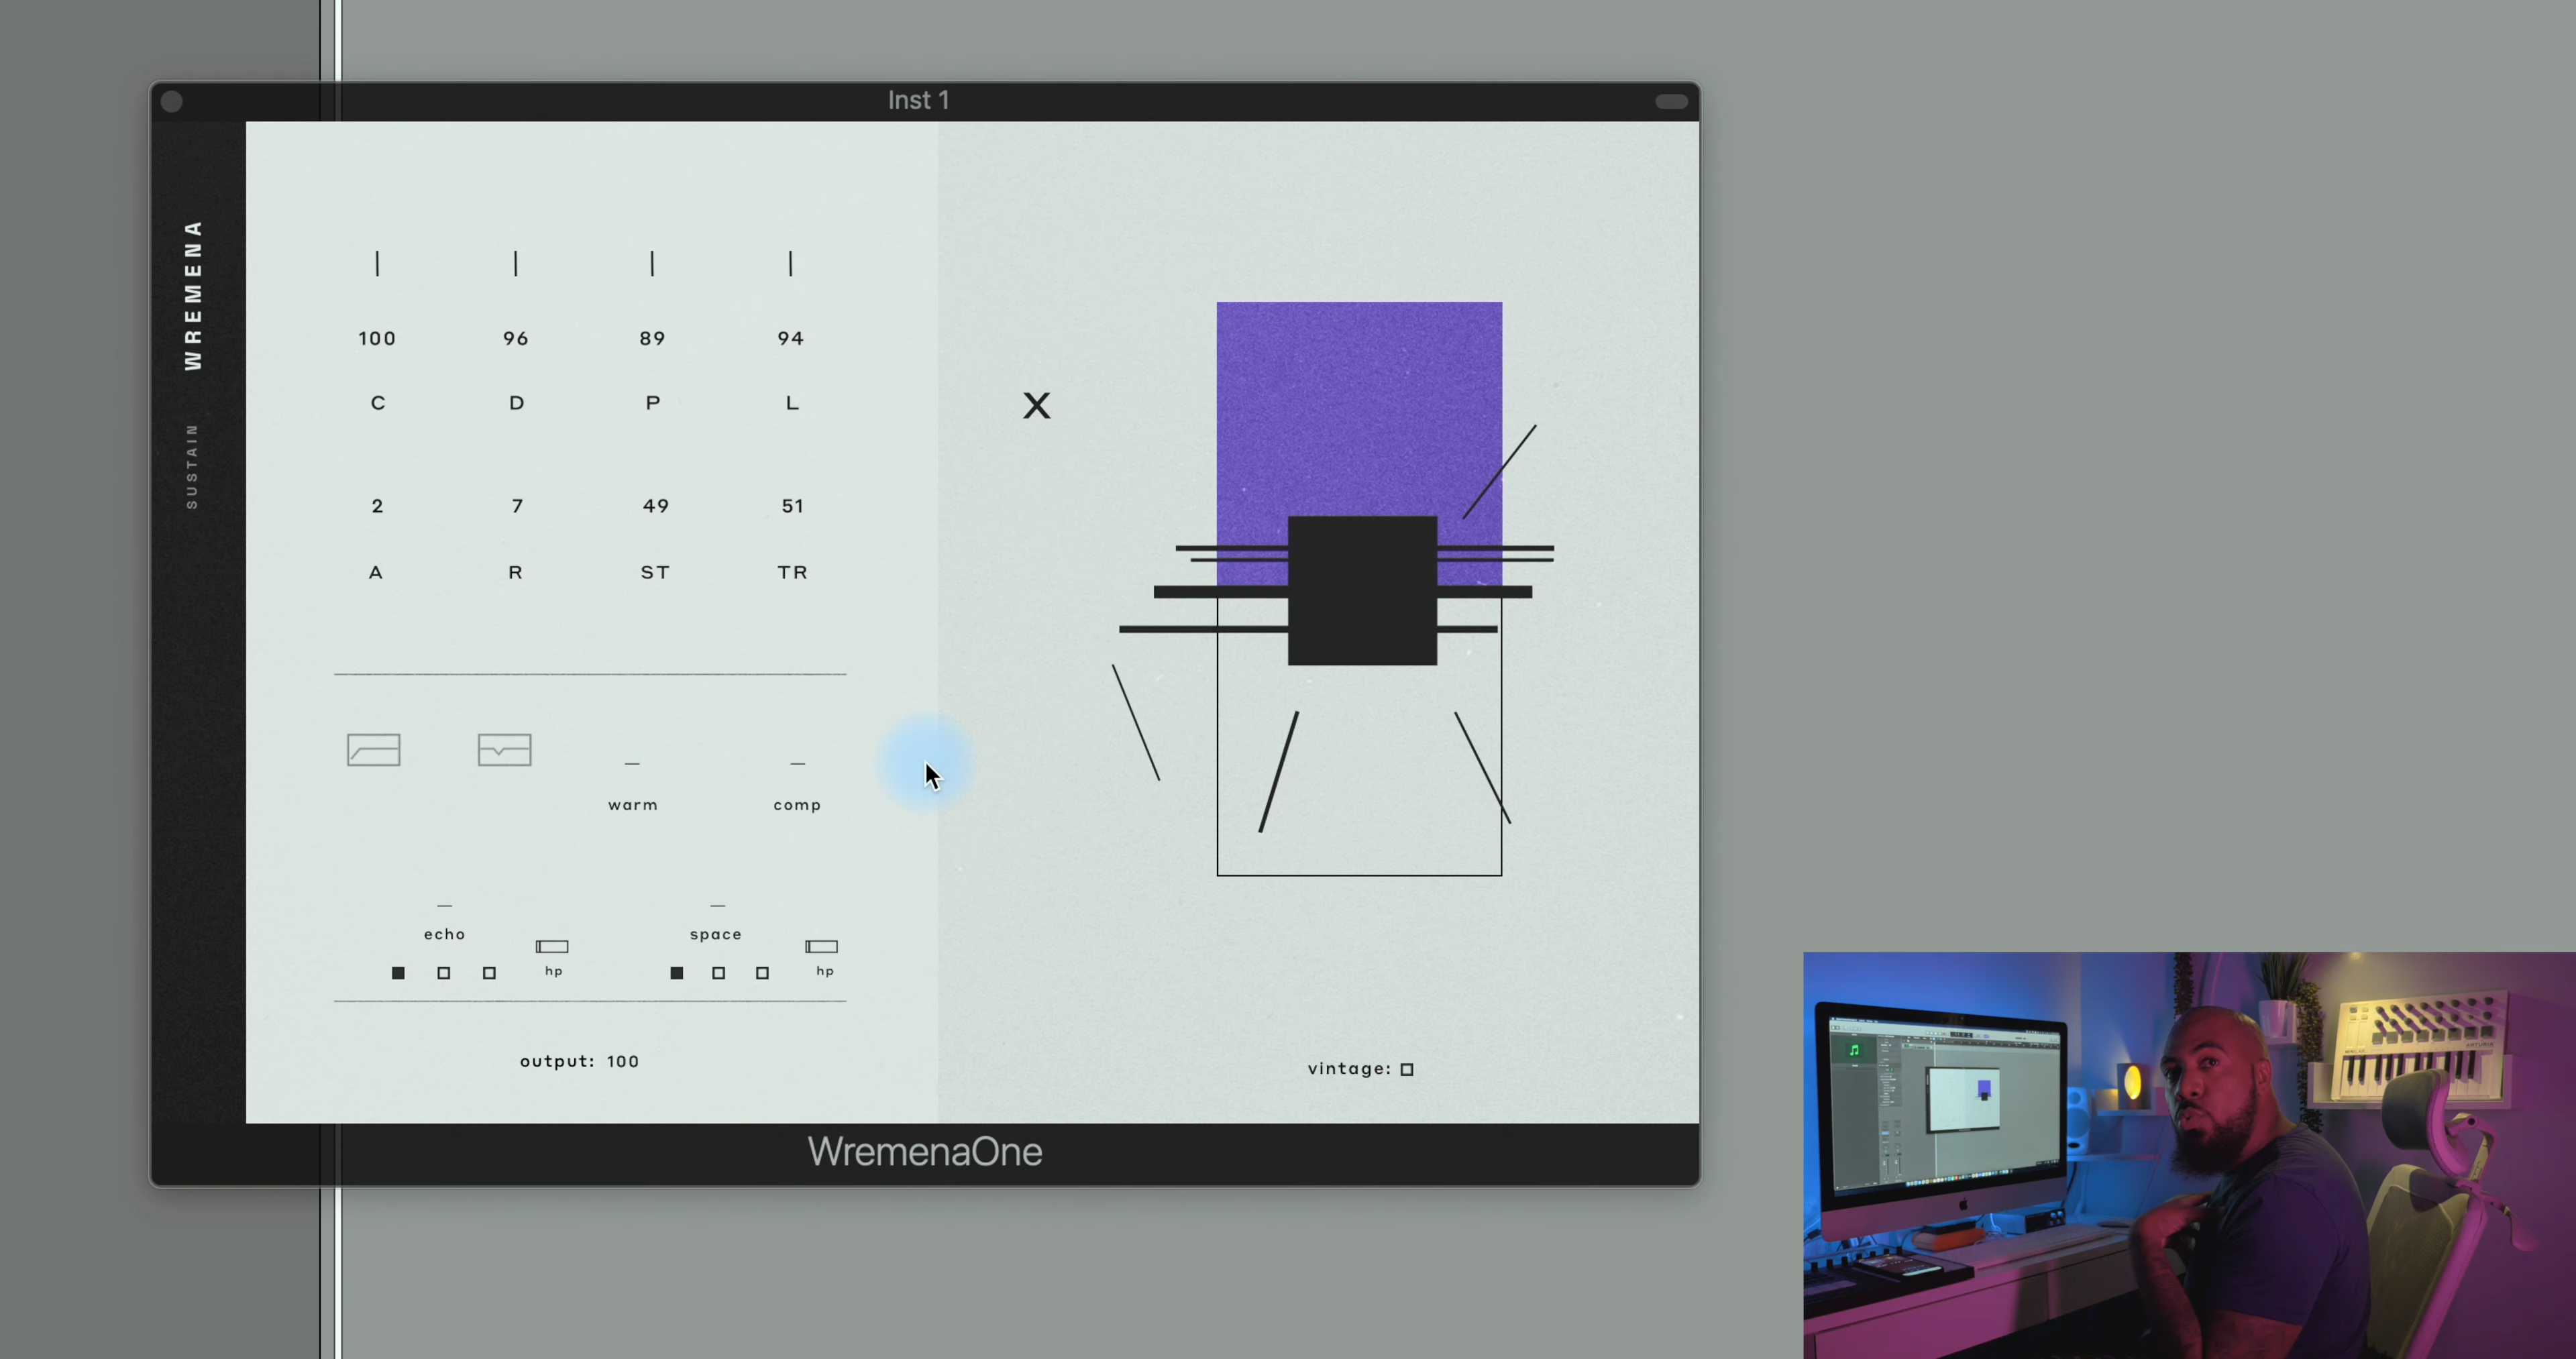 Inst 1
WREMENA
SUSTAIN
100 96 89 94
C D P L
2 7 49 51
A R ST TR
X
warm comp
echo space
hp hp
output: 100
vintage:
WremenaOne